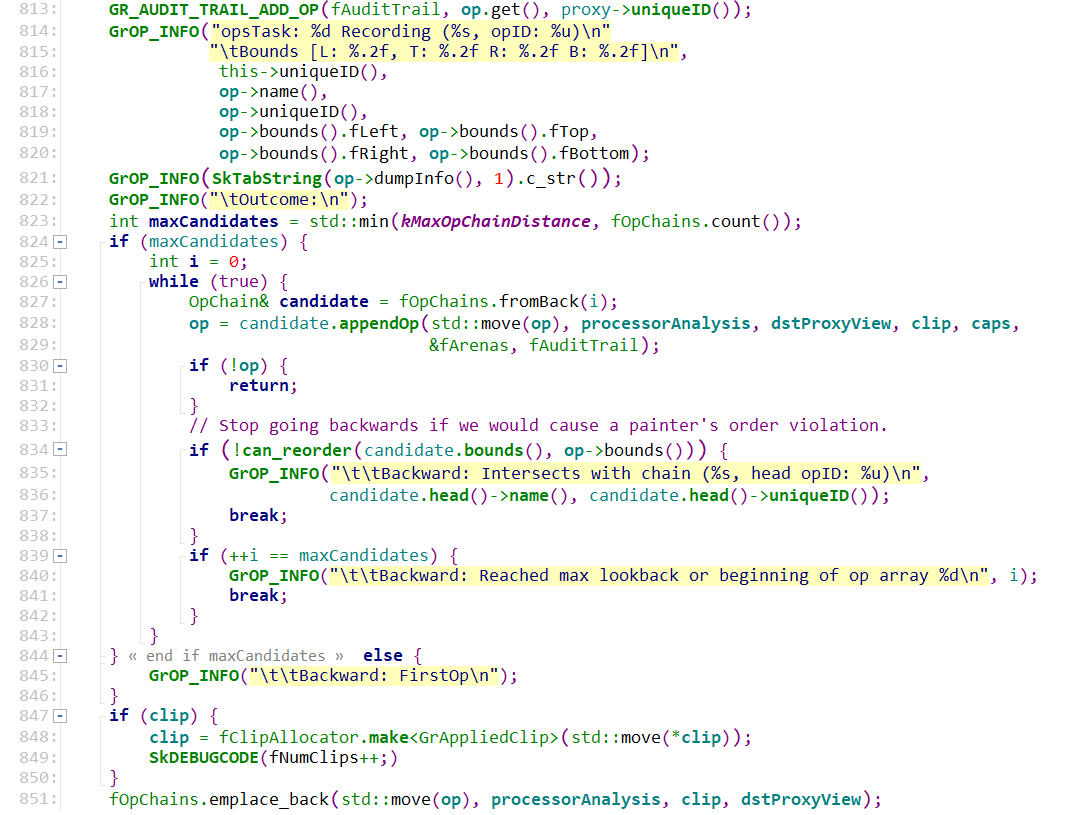 813: GR_AUDIT_TRAIL_ADD_OP(fAuditTrail, op.get(), proxy->uniqueID());
814: GrOP_INFO("opsTask: %d Recording (%s, opID: %u)\n"
815: "\tBounds [L: %.2f, T: %.2f R: %.2f B: %.2f]\n",
816: this->uniqueID(),
817: op->name(),
818: op->uniqueID(),
819: op->bounds().fLeft, op->bounds().fTop,
820: op->bounds().fRight, op->bounds().fBottom);
821: GrOP_INFO(SkTabString(op->dumpInfo(), 1).c_str());
822: GrOP_INFO("\tOutcome:\n");
823: int maxCandidates = std::min(kMaxOpChainDistance, fOpChains.count());
824 if (maxCandidates) {
825: int i = 0;
826 while (true) {
827: OpChain& candidate = fOpChains.fromBack(i);
828: op = candidate.appendOp(std::move(op), processorAnalysis, dstProxyView, clip, caps,
829: &fArenas, fAuditTrail);
830 if (!op) {
831: return;
832: }
833: // Stop going backwards if we would cause a painter's order violation.
834 if (!can_reorder(candidate.bounds(), op->bounds())) {
835: GrOP_INFO("\t\tBackward: Intersects with chain (%s, head opID: %u)\n",
836: candidate.head()->name(), candidate.head()->uniqueID());
837: break;
838: }
839 if (++i == maxCandidates) {
840: GrOP_INFO("\t\tBackward: Reached max lookback or beginning of op array %d\n", i);
841: break;
842: }
843: }
844 } « end if maxCandidates » else {
845: GrOP_INFO("\t\tBackward: FirstOp\n");
846: }
847 if (clip) {
848: clip = fClipAllocator.make<GrAppliedClip>(std::move(*clip));
849: SkDEBUGCODE(fNumClips++;)
850: }
851: fOpChains.emplace_back(std::move(op), processorAnalysis, clip, dstProxyView);